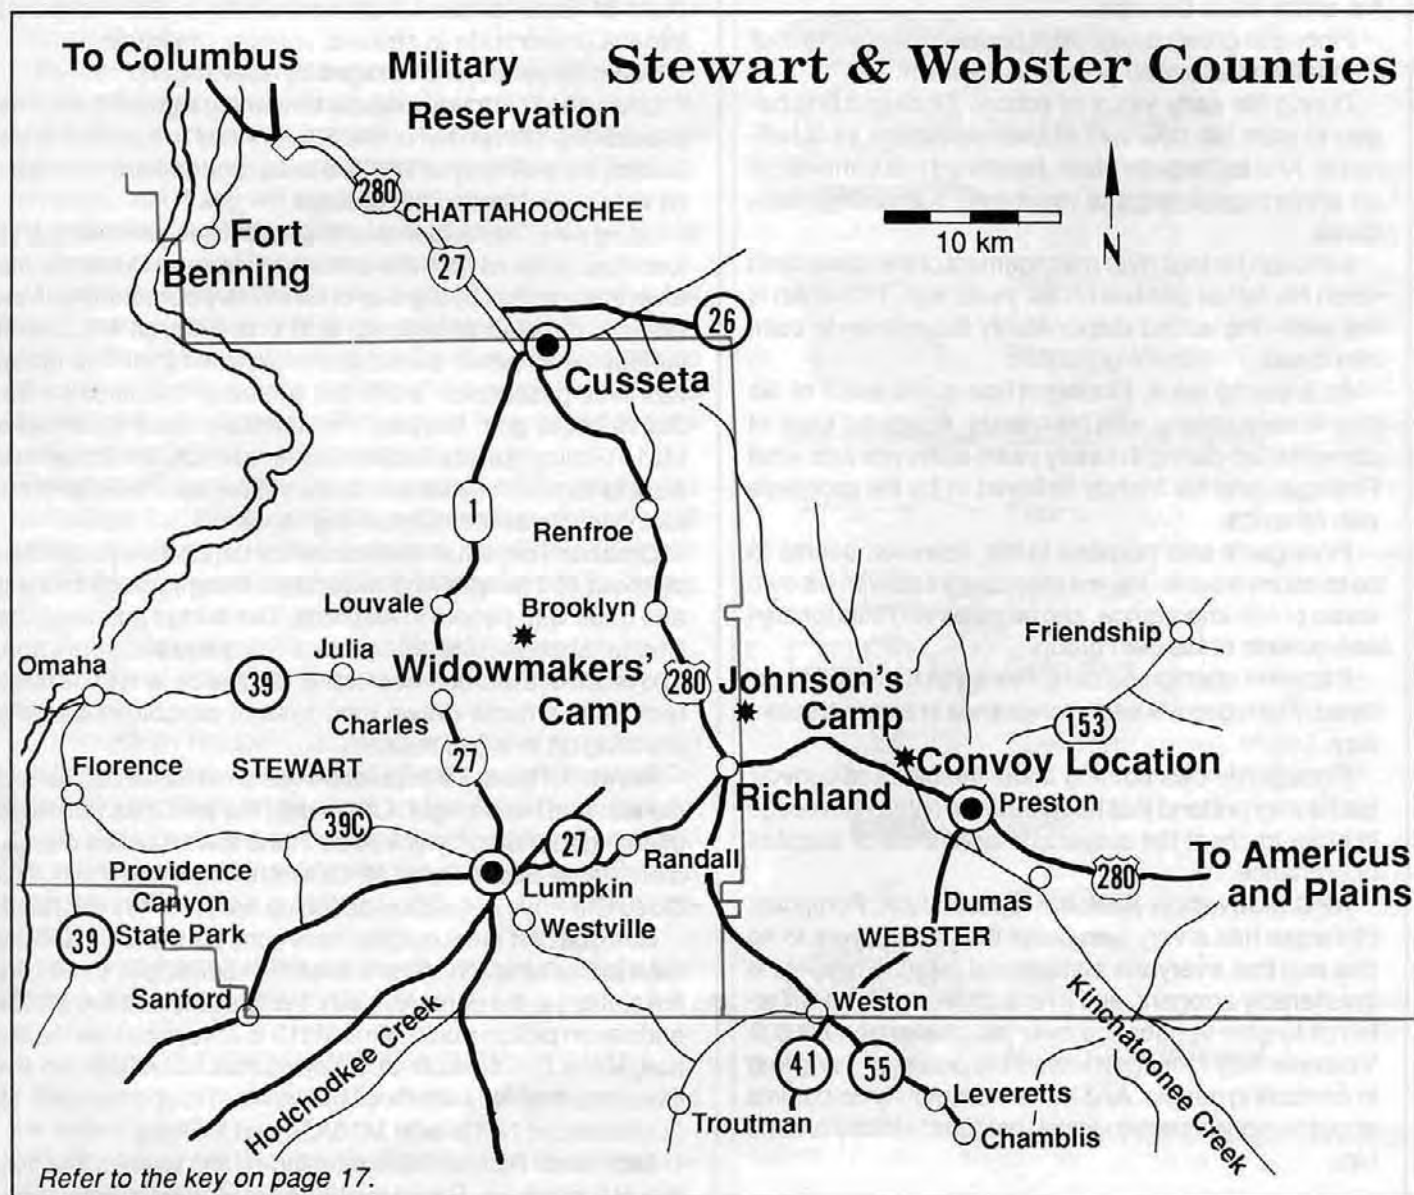 To Columbus
Military
Reservation
Stewart & Webster Counties
280
CHATTAHOOCHEE
10 km
N
Fort
Benning
27
26
Cusseta
1
Renfroe
Louvale
Brooklyn
Friendship
Julia
Omaha
39
Widowmakers'
Camp
280
Johnson's
Camp
153
Charles
Florence
STEWART
27
Convoy Location
Richland
Preston
39C
27
Randall
To Americus
and Plains
280
Providence
Canyon
State Park
Lumpkin
Dumas
Westville
39
WEBSTER
Sanford
Weston
Kinchatoonee Creek
Hodchodkee Creek
41
55
Leveretts
Troutman
Chamblis
Refer to the key on page 17.